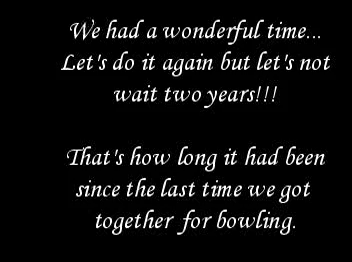 We had a wonderful time...
Let's do it again but let's not
wait two years!!!
That's how long it had been
since the last time we got
together for bowling.